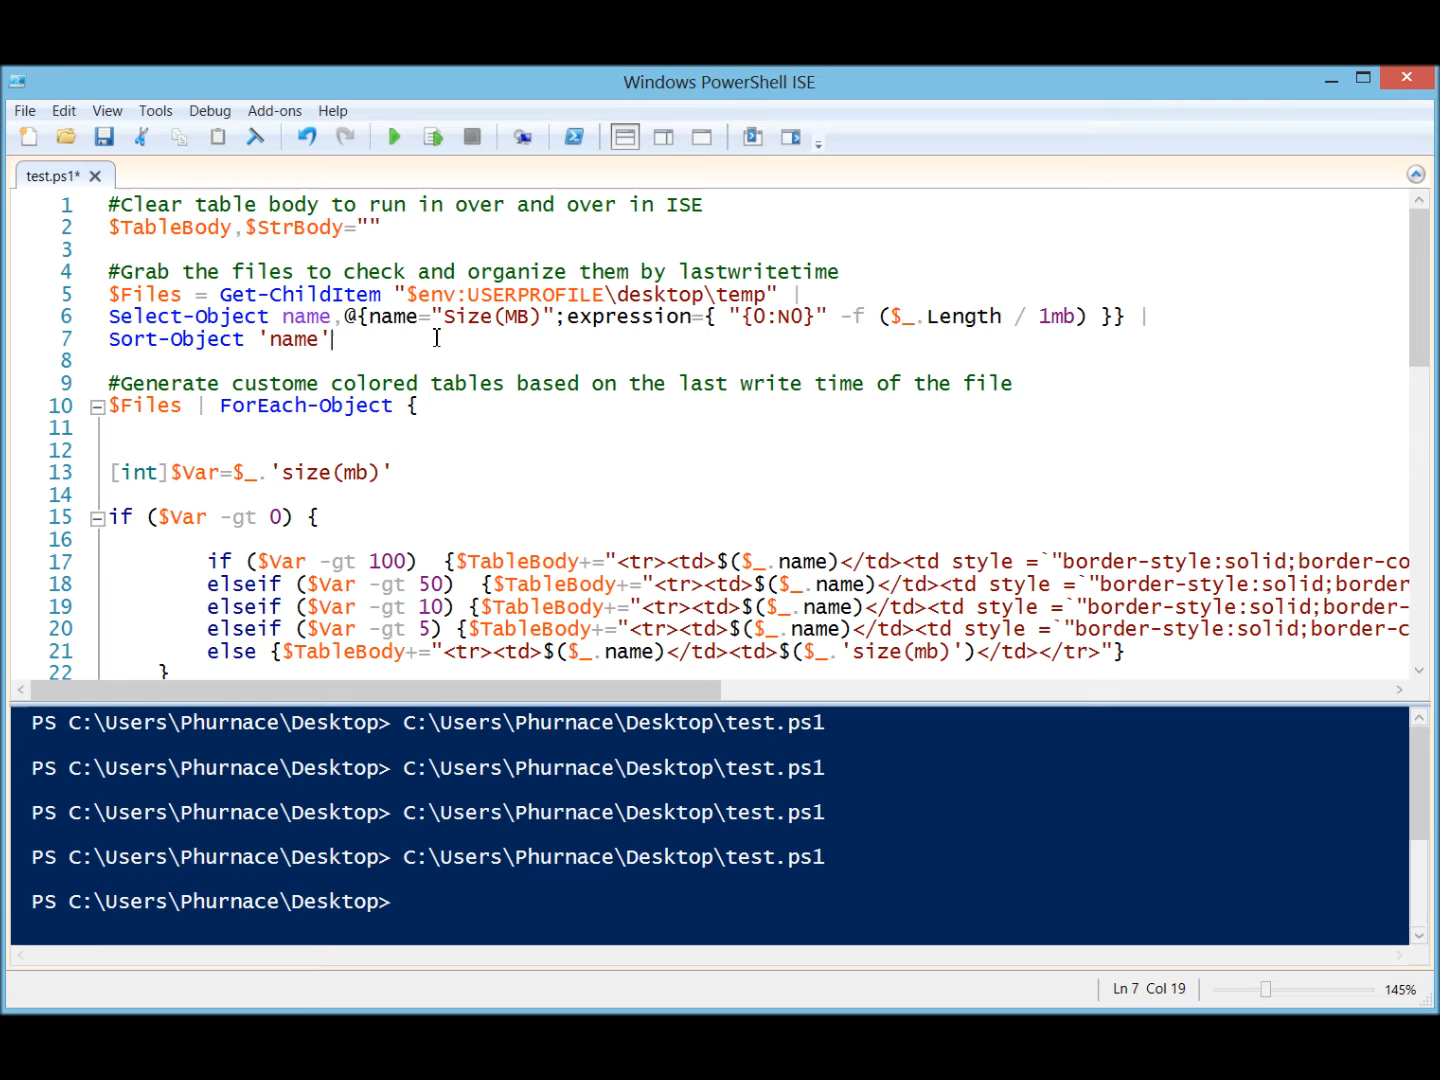 Windows PowerShell ISE
File Edit View Tools Debug Add-ons Help
test.ps1*
1 #Clear table body to run in over and over in ISE
2 $TableBody,$StrBody=""
3
4 #Grab the files to check and organize them by lastwritetime
5 $Files = Get-ChildItem "$env:USERPROFILE\desktop\temp" |
6 Select-Object name,@{name="Size(MB)";expression={ "{0:N0}" -f ($_.Length / 1mb) }} |
7 Sort-Object 'name'
8
9 #Generate custome colored tables based on the last write time of the file
10 $Files | ForEach-Object {
11
12
13 [int]$Var=$_.'size(mb)'
14
15 if ($Var -gt 0) {
16
17 if ($Var -gt 100) {$TableBody+="<tr><td>$($_.name)</td><td style =`"border-style:solid;border-co
18 elseif ($Var -gt 50) {$TableBody+="<tr><td>$($_.name)</td><td style =`"border-style:solid;border-
19 elseif ($Var -gt 10) {$TableBody+="<tr><td>$($_.name)</td><td style =`"border-style:solid;border-
20 elseif ($Var -gt 5) {$TableBody+="<tr><td>$($_.name)</td><td style =`"border-style:solid;border-c
21 else {$TableBody+="<tr><td>$($_.name)</td><td>$($_.'size(mb)')</td></tr>"}
22 }
PS C:\Users\Phurnace\Desktop> C:\Users\Phurnace\Desktop\test.ps1
PS C:\Users\Phurnace\Desktop> C:\Users\Phurnace\Desktop\test.ps1
PS C:\Users\Phurnace\Desktop> C:\Users\Phurnace\Desktop\test.ps1
PS C:\Users\Phurnace\Desktop> C:\Users\Phurnace\Desktop\test.ps1
PS C:\Users\Phurnace\Desktop>
Ln 7 Col 19 145%